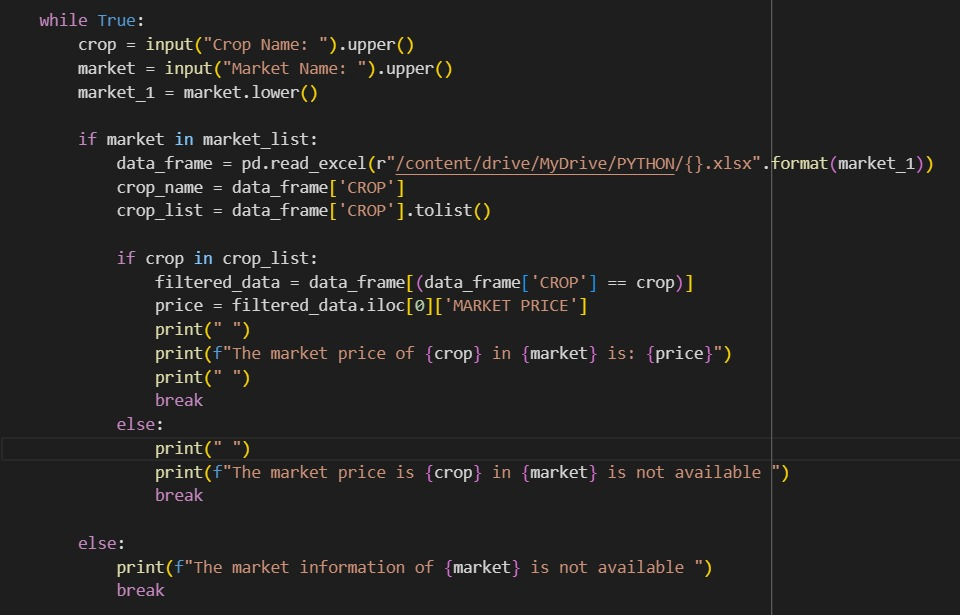 while True:
    crop = input("Crop Name: ").upper()
    market = input("Market Name: ").upper()
    market_1 = market.lower()

    if market in market_list:
        data_frame = pd.read_excel(r"/content/drive/MyDrive/PYTHON/{}.xlsx".format(market_1))
        crop_name = data_frame['CROP']
        crop_list = data_frame['CROP'].tolist()

        if crop in crop_list:
            filtered_data = data_frame[(data_frame['CROP'] == crop)]
            price = filtered_data.iloc[0]['MARKET PRICE']
            print(" ")
            print(f"The market price of {crop} in {market} is: {price}")
            print(" ")
            break
        else:
            print(" ")
            print(f"The market price is {crop} in {market} is not available ")
            break

    else:
        print(f"The market information of {market} is not available ")
        break